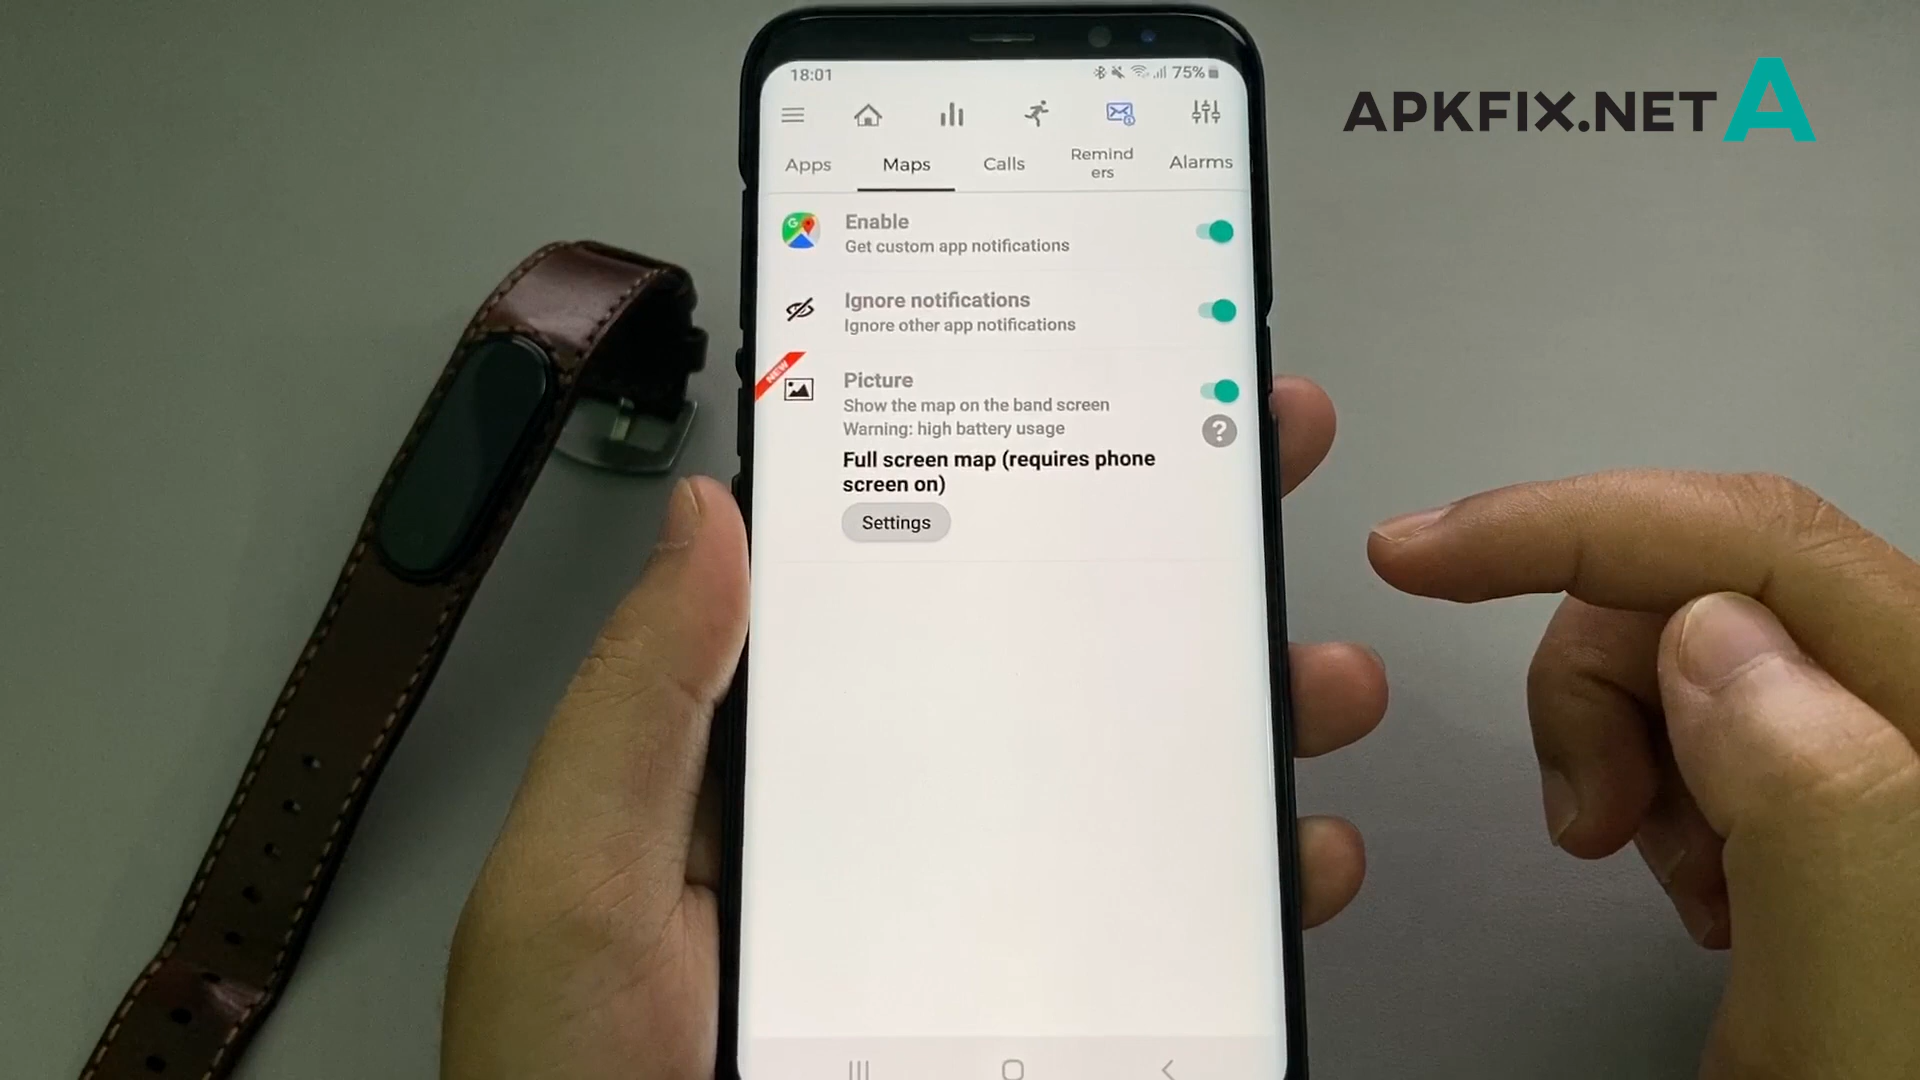 18:01
75%
APKFIX.NET A
Apps
Maps
Calls
Remind
ers
Alarms
Enable
Get custom app notifications
Ignore notifications
Ignore other app notifications
NEW
Picture
Show the map on the band screen
Warning: high battery usage
?
Full screen map (requires phone
screen on)
Settings